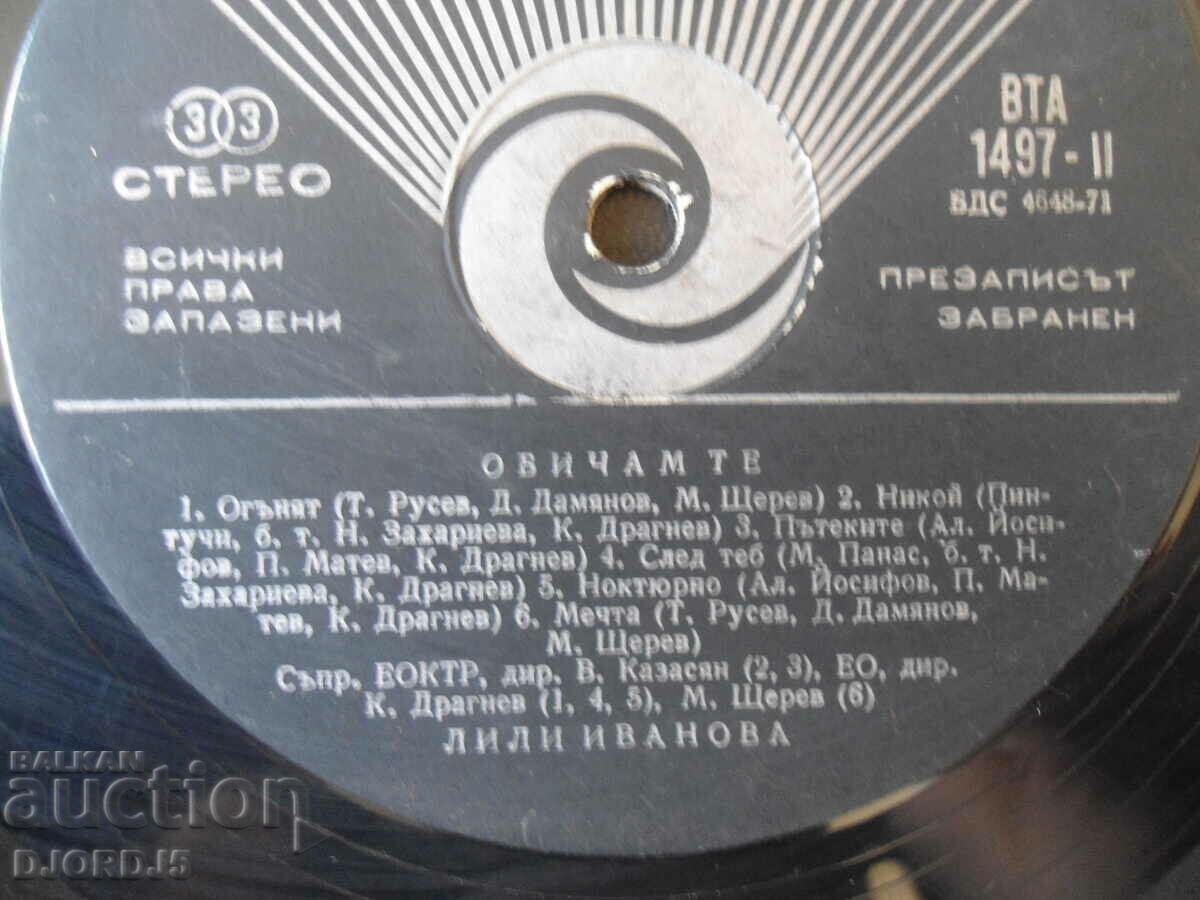 33
СТЕРЕО
ВТА
1497-II
БДС 4648-71
ВСИЧКИ
ПРАВА
ЗАПАЗЕНИ
ПРЕЗАПИСЪТ
ЗАБРАНЕН
ОБИЧАМ ТЕ
1. Огънят (Т. Русев, Д. Дамянов, М. Щерев) 2. Никой (Пин-
тучи, б. т. Н. Захариева, К. Драгнев) 3. Пътеките (Ал. Йоси-
фов, П. Матев, К. Драгнев) 4. След теб (М. Панас, б. т. Н.
Захариева, К. Драгнев) 5. Ноктюрно (Ал. Йосифов, П. Ма-
тев, К. Драгнев) 6. Мечта (Т. Русев, Д. Дамянов,
М. Щерев)
Съпр. ЕОКТР, дир. В. Казасян (2, 3), ЕО, дир.
К. Драгнев (1, 4, 5), М. Щерев (6)
ЛИЛИ ИВАНОВА
BALKAN
auction
DJORD_15